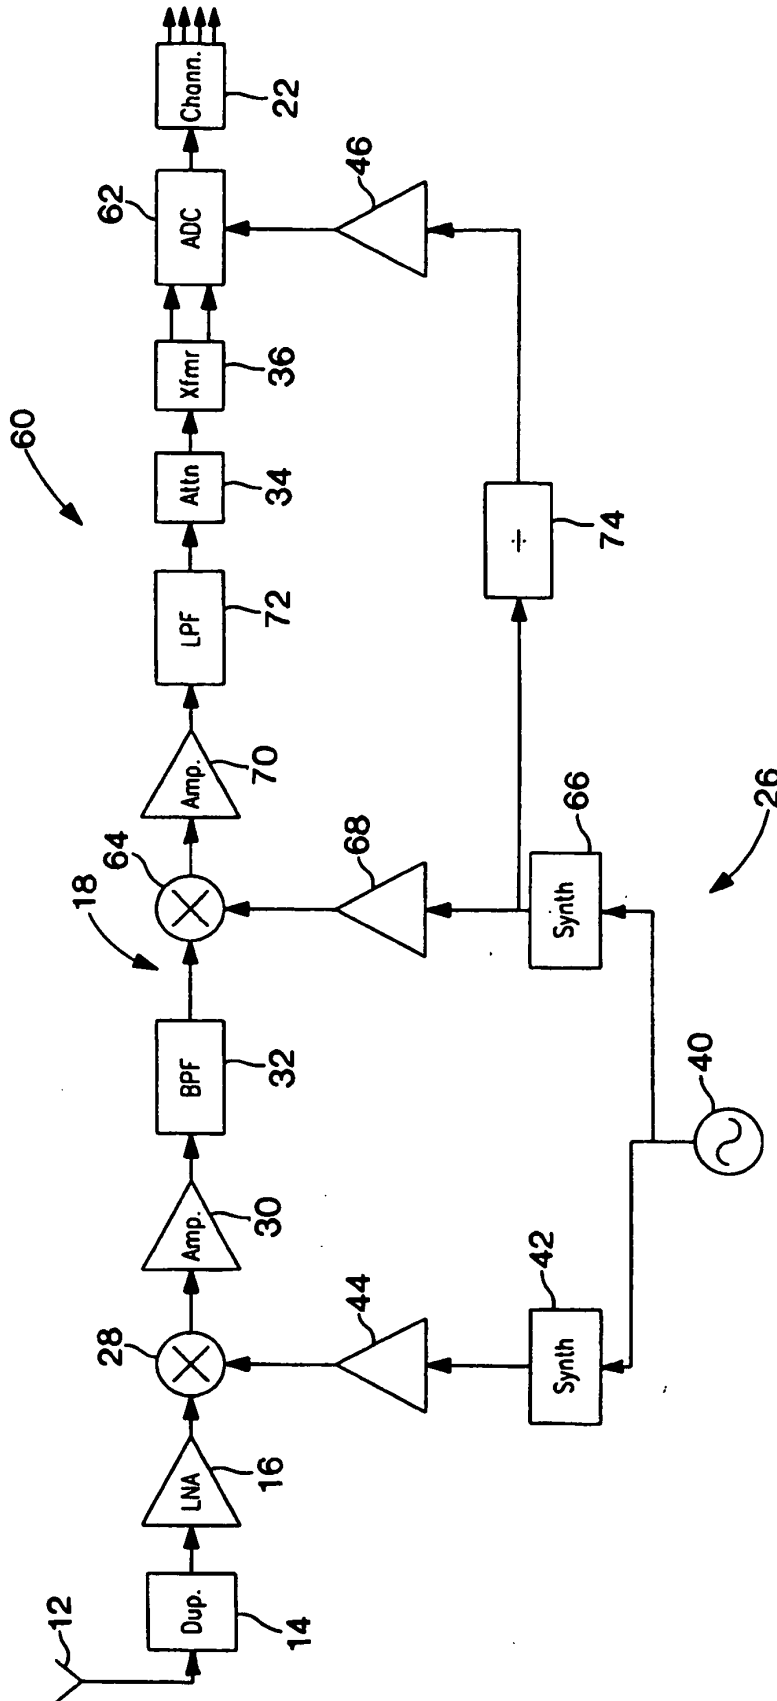 60
12
Dup.
14
LNA
16
28
Amp.
30
BPF
32
18
64
Amp.
70
LPF
72
Attn
34
Xfmr
36
62
ADC
Chann.
22
44
68
46
42
Synth
66
Synth
÷
74
40
26